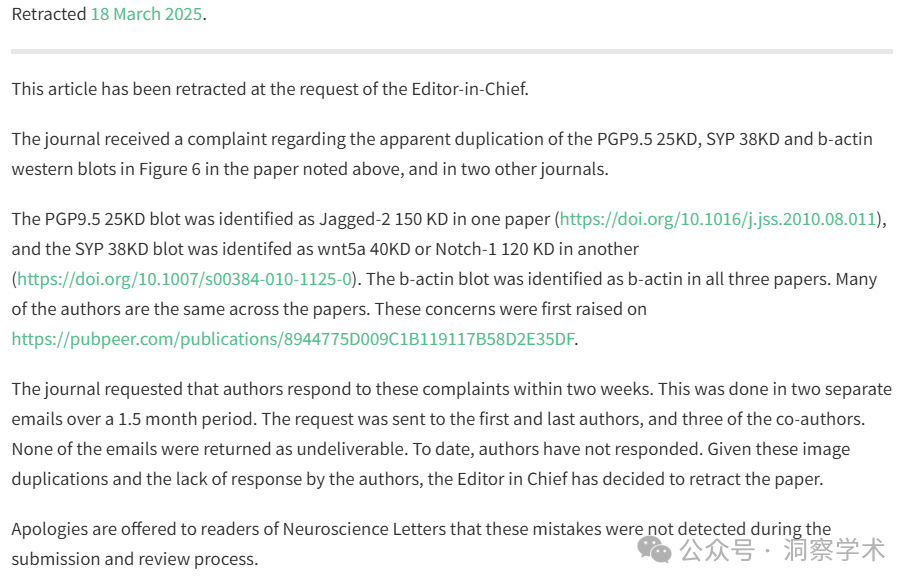 Retracted 18 March 2025.
This article has been retracted at the request of the Editor-in-Chief.
The journal received a complaint regarding the apparent duplication of the PGP9.5 25KD, SYP 38KD and b-actin
western blots in Figure 6 in the paper noted above, and in two other journals.
The PGP9.5 25KD blot was identified as Jagged-2 150 KD in one paper (https://doi.org/10.1016/j.jss.2010.08.011),
and the SYP 38KD blot was identifed as wnt5a 40KD or Notch-1 120 KD in another
(https://doi.org/10.1007/s00384-010-1125-0). The b-actin blot was identified as b-actin in all three papers. Many
of the authors are the same across the papers. These concerns were first raised on
https://pubpeer.com/publications/8944775D009C1B119117B58D2E35DF.
The journal requested that authors respond to these complaints within two weeks. This was done in two separate
emails over a 1.5 month period. The request was sent to the first and last authors, and three of the co-authors.
None of the emails were returned as undeliverable. To date, authors have not responded. Given these image
duplications and the lack of response by the authors, the Editor in Chief has decided to retract the paper.
Apologies are offered to readers of Neuroscience Letters that these mistakes were not detected during the
submission and review process.
公众号 · 洞察学术